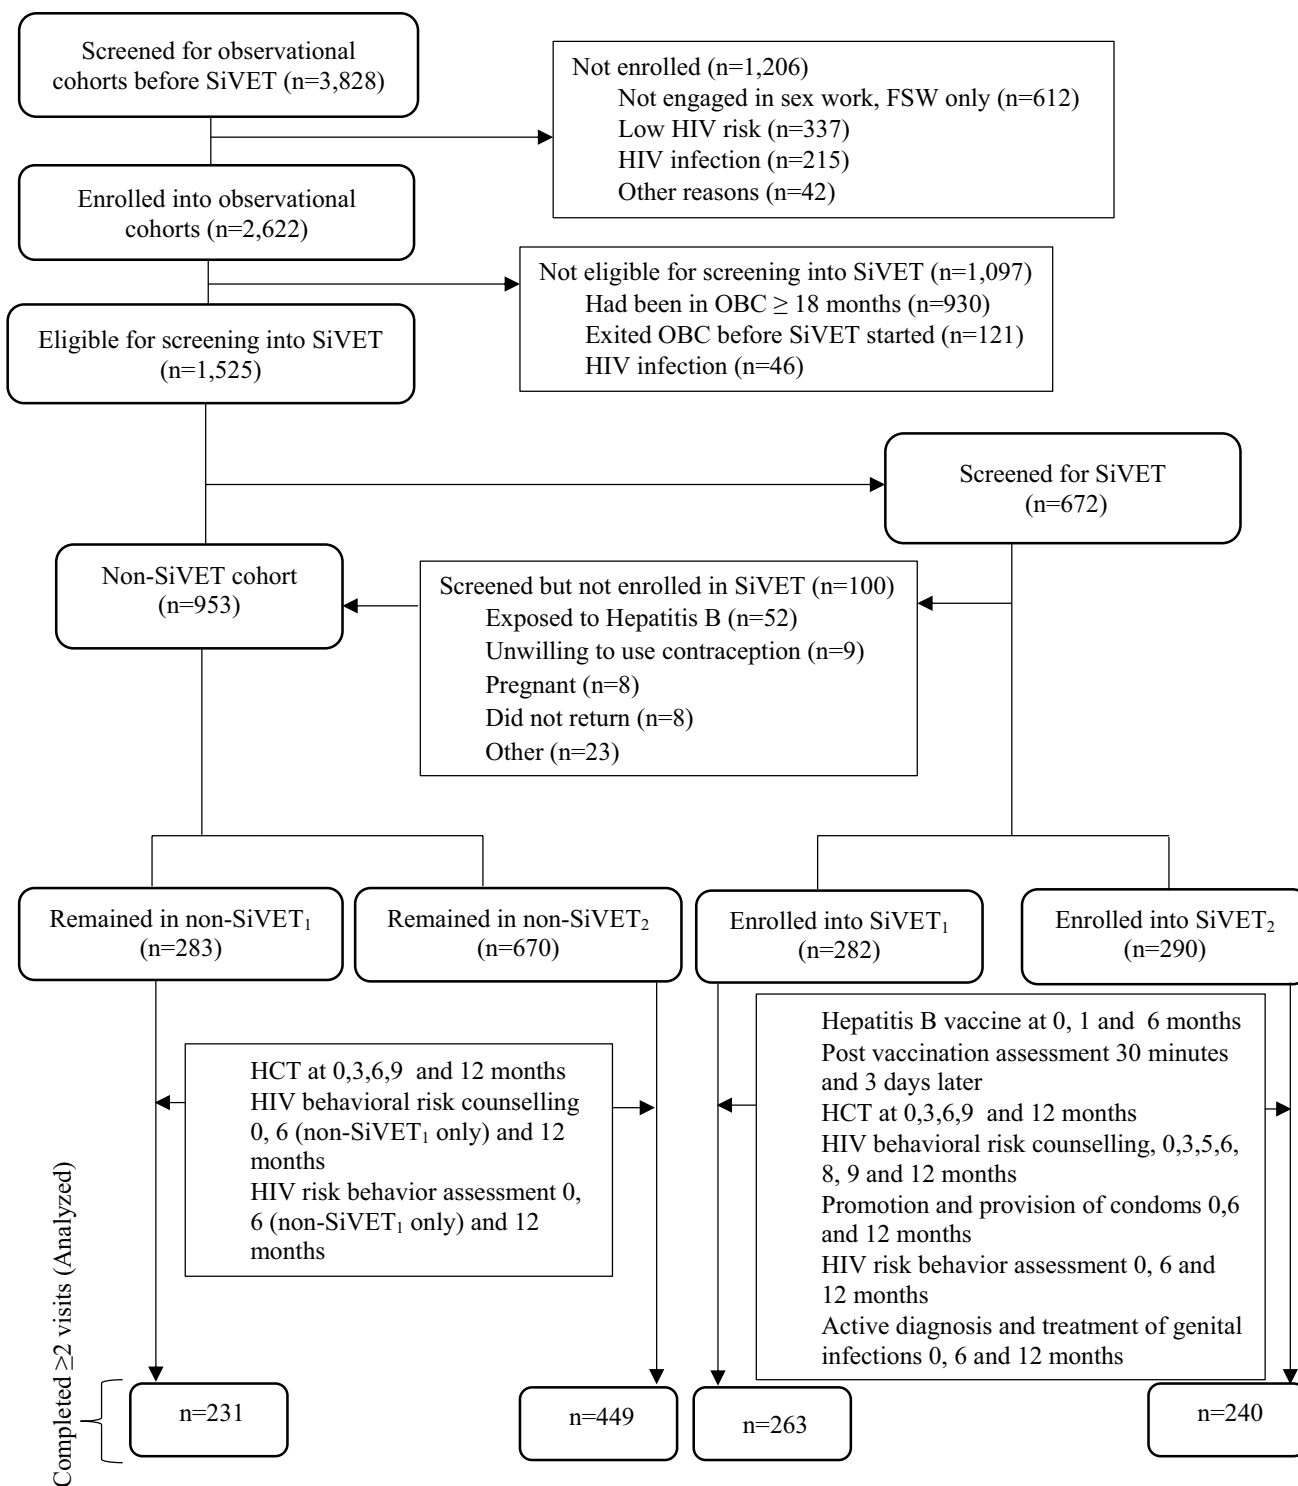 Screened for observational
cohorts before SiVET (n=3,828)
Not enrolled (n=1,206)
Not engaged in sex work, FSW only (n=612)
Low HIV risk (n=337)
HIV infection (n=215)
Other reasons (n=42)
Enrolled into observational
cohorts (n=2,622)
Not eligible for screening into SiVET (n=1,097)
Had been in OBC ≥ 18 months (n=930)
Exited OBC before SiVET started (n=121)
HIV infection (n=46)
Eligible for screening into SiVET
(n=1,525)
Screened for SiVET
(n=672)
Non-SiVET cohort
(n=953)
Screened but not enrolled in SiVET (n=100)
Exposed to Hepatitis B (n=52)
Unwilling to use contraception (n=9)
Pregnant (n=8)
Did not return (n=8)
Other (n=23)
Remained in non-SiVET₁
(n=283)
Remained in non-SiVET₂
(n=670)
Enrolled into SiVET₁
(n=282)
Enrolled into SiVET₂
(n=290)
HCT at 0,3,6,9  and 12 months
HIV behavioral risk counselling
0, 6 (non-SiVET₁ only) and 12
months
HIV risk behavior assessment 0,
6 (non-SiVET₁ only) and 12
months
Hepatitis B vaccine at 0, 1 and  6 months
Post vaccination assessment 30 minutes
and 3 days later
HCT at 0,3,6,9  and 12 months
HIV behavioral risk counselling, 0,3,5,6,
8, 9 and 12 months
Promotion and provision of condoms 0,6
and 12 months
HIV risk behavior assessment 0, 6 and
12 months
Active diagnosis and treatment of genital
infections 0, 6 and 12 months
Completed ≥2 visits (Analyzed)
n=231
n=449
n=263
n=240